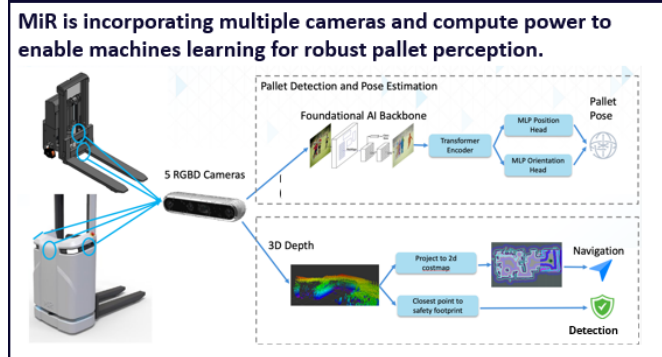 MiR is incorporating multiple cameras and compute power to
enable machines learning for robust pallet perception.
Pallet Detection and Pose Estimation
Foundational AI Backbone
Transformer
Encoder
MLP Position
Head
MLP Orientation
Head
Pallet
Pose
5 RGBD Cameras
3D Depth
Project to 2d
costmap
Navigation
Closest point to
safety footprint
Detection